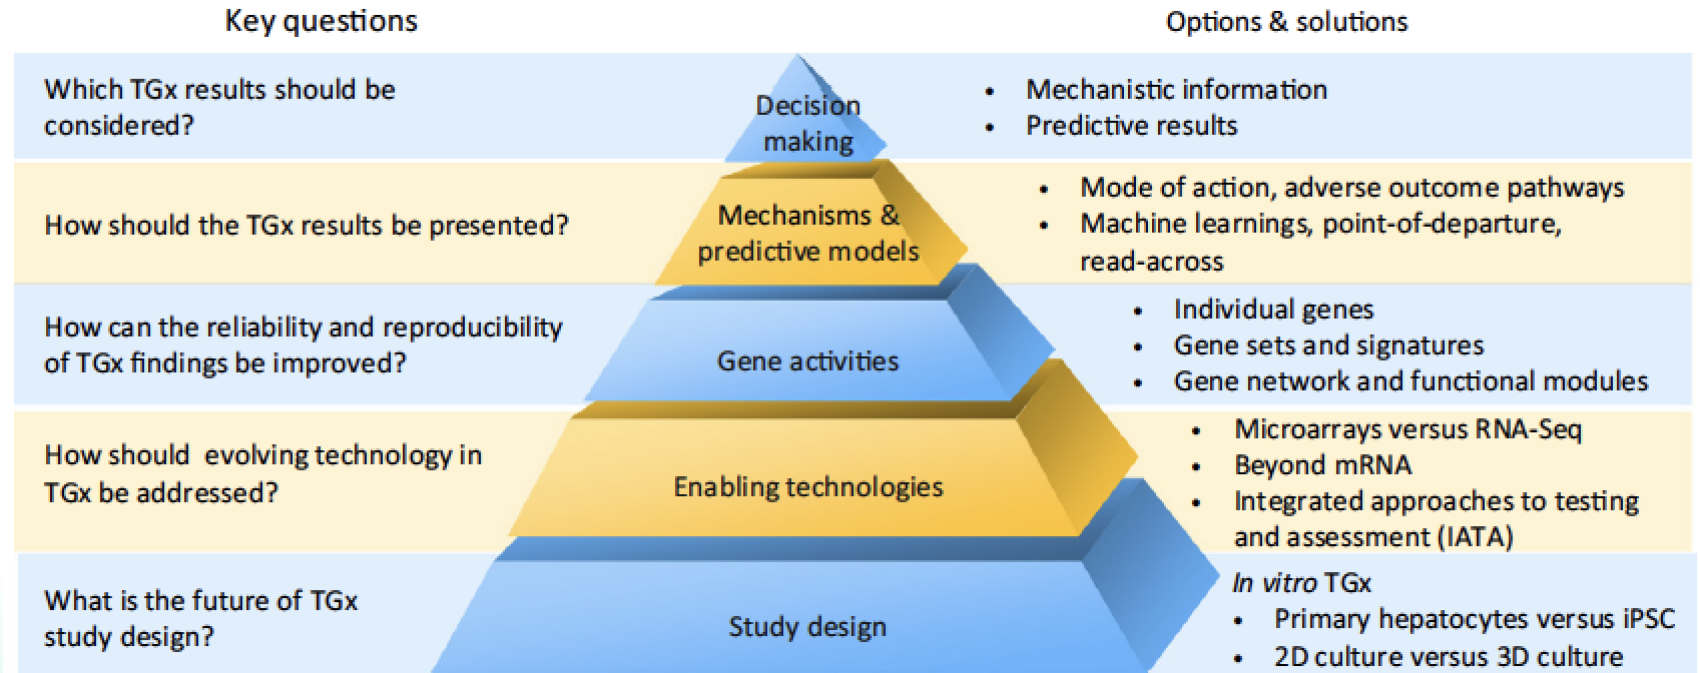 Key questions
Options & solutions
Which TGx results should be
considered?
Decision
making
• Mechanistic information
• Predictive results
How should the TGx results be presented?
Mechanisms &
predictive models
• Mode of action, adverse outcome pathways
• Machine learnings, point-of-departure,
read-across
How can the reliability and reproducibility
of TGx findings be improved?
Gene activities
• Individual genes
• Gene sets and signatures
• Gene network and functional modules
How should evolving technology in
TGx be addressed?
Enabling technologies
• Microarrays versus RNA-Seq
• Beyond mRNA
• Integrated approaches to testing
and assessment (IATA)
What is the future of TGx
study design?
Study design
In vitro TGx
• Primary hepatocytes versus iPSC
• 2D culture versus 3D culture